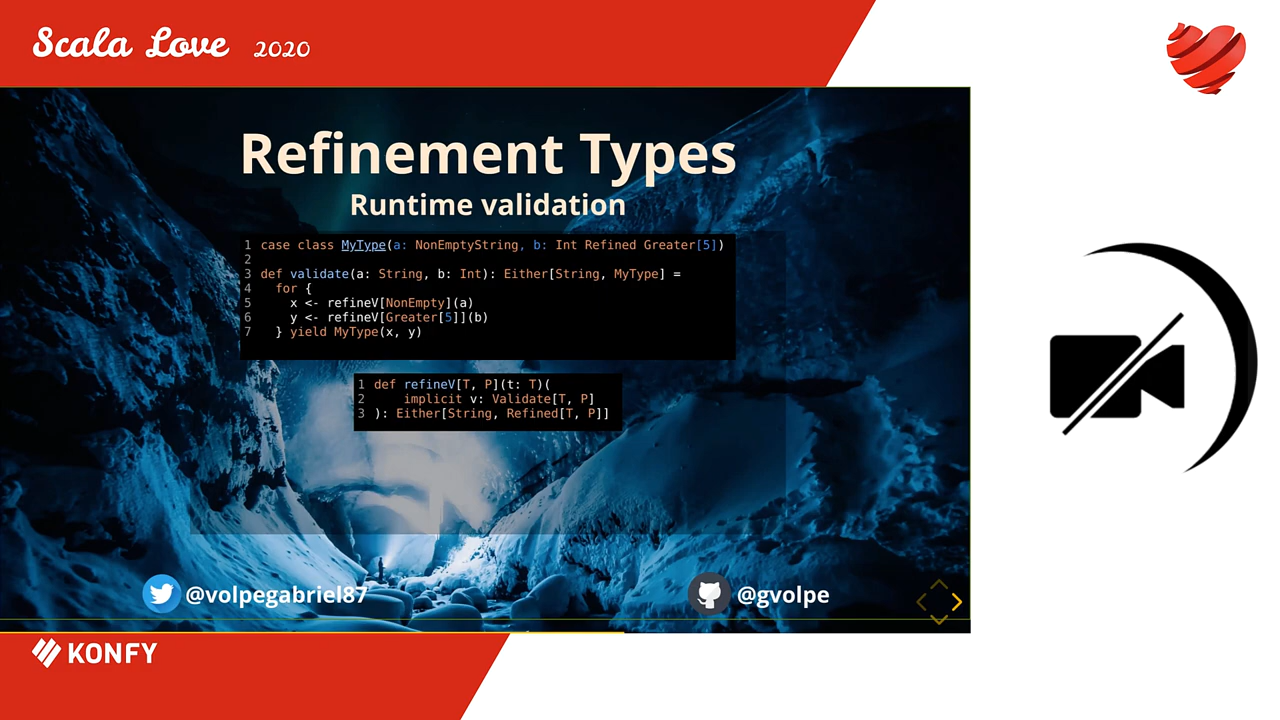 Scala Love 2020
Refinement Types
Runtime validation
1 case class MyType(a: NonEmptyString, b: Int Refined Greater[5])
2
3 def validate(a: String, b: Int): Either[String, MyType] =
4   for {
5     x <- refineV[NonEmpty](a)
6     y <- refineV[Greater[5]](b)
7   } yield MyType(x, y)
1 def refineV[T, P](t: T)(
2     implicit v: Validate[T, P]
3 ): Either[String, Refined[T, P]]
@volpegabriel87 @gvolpe
KONFY